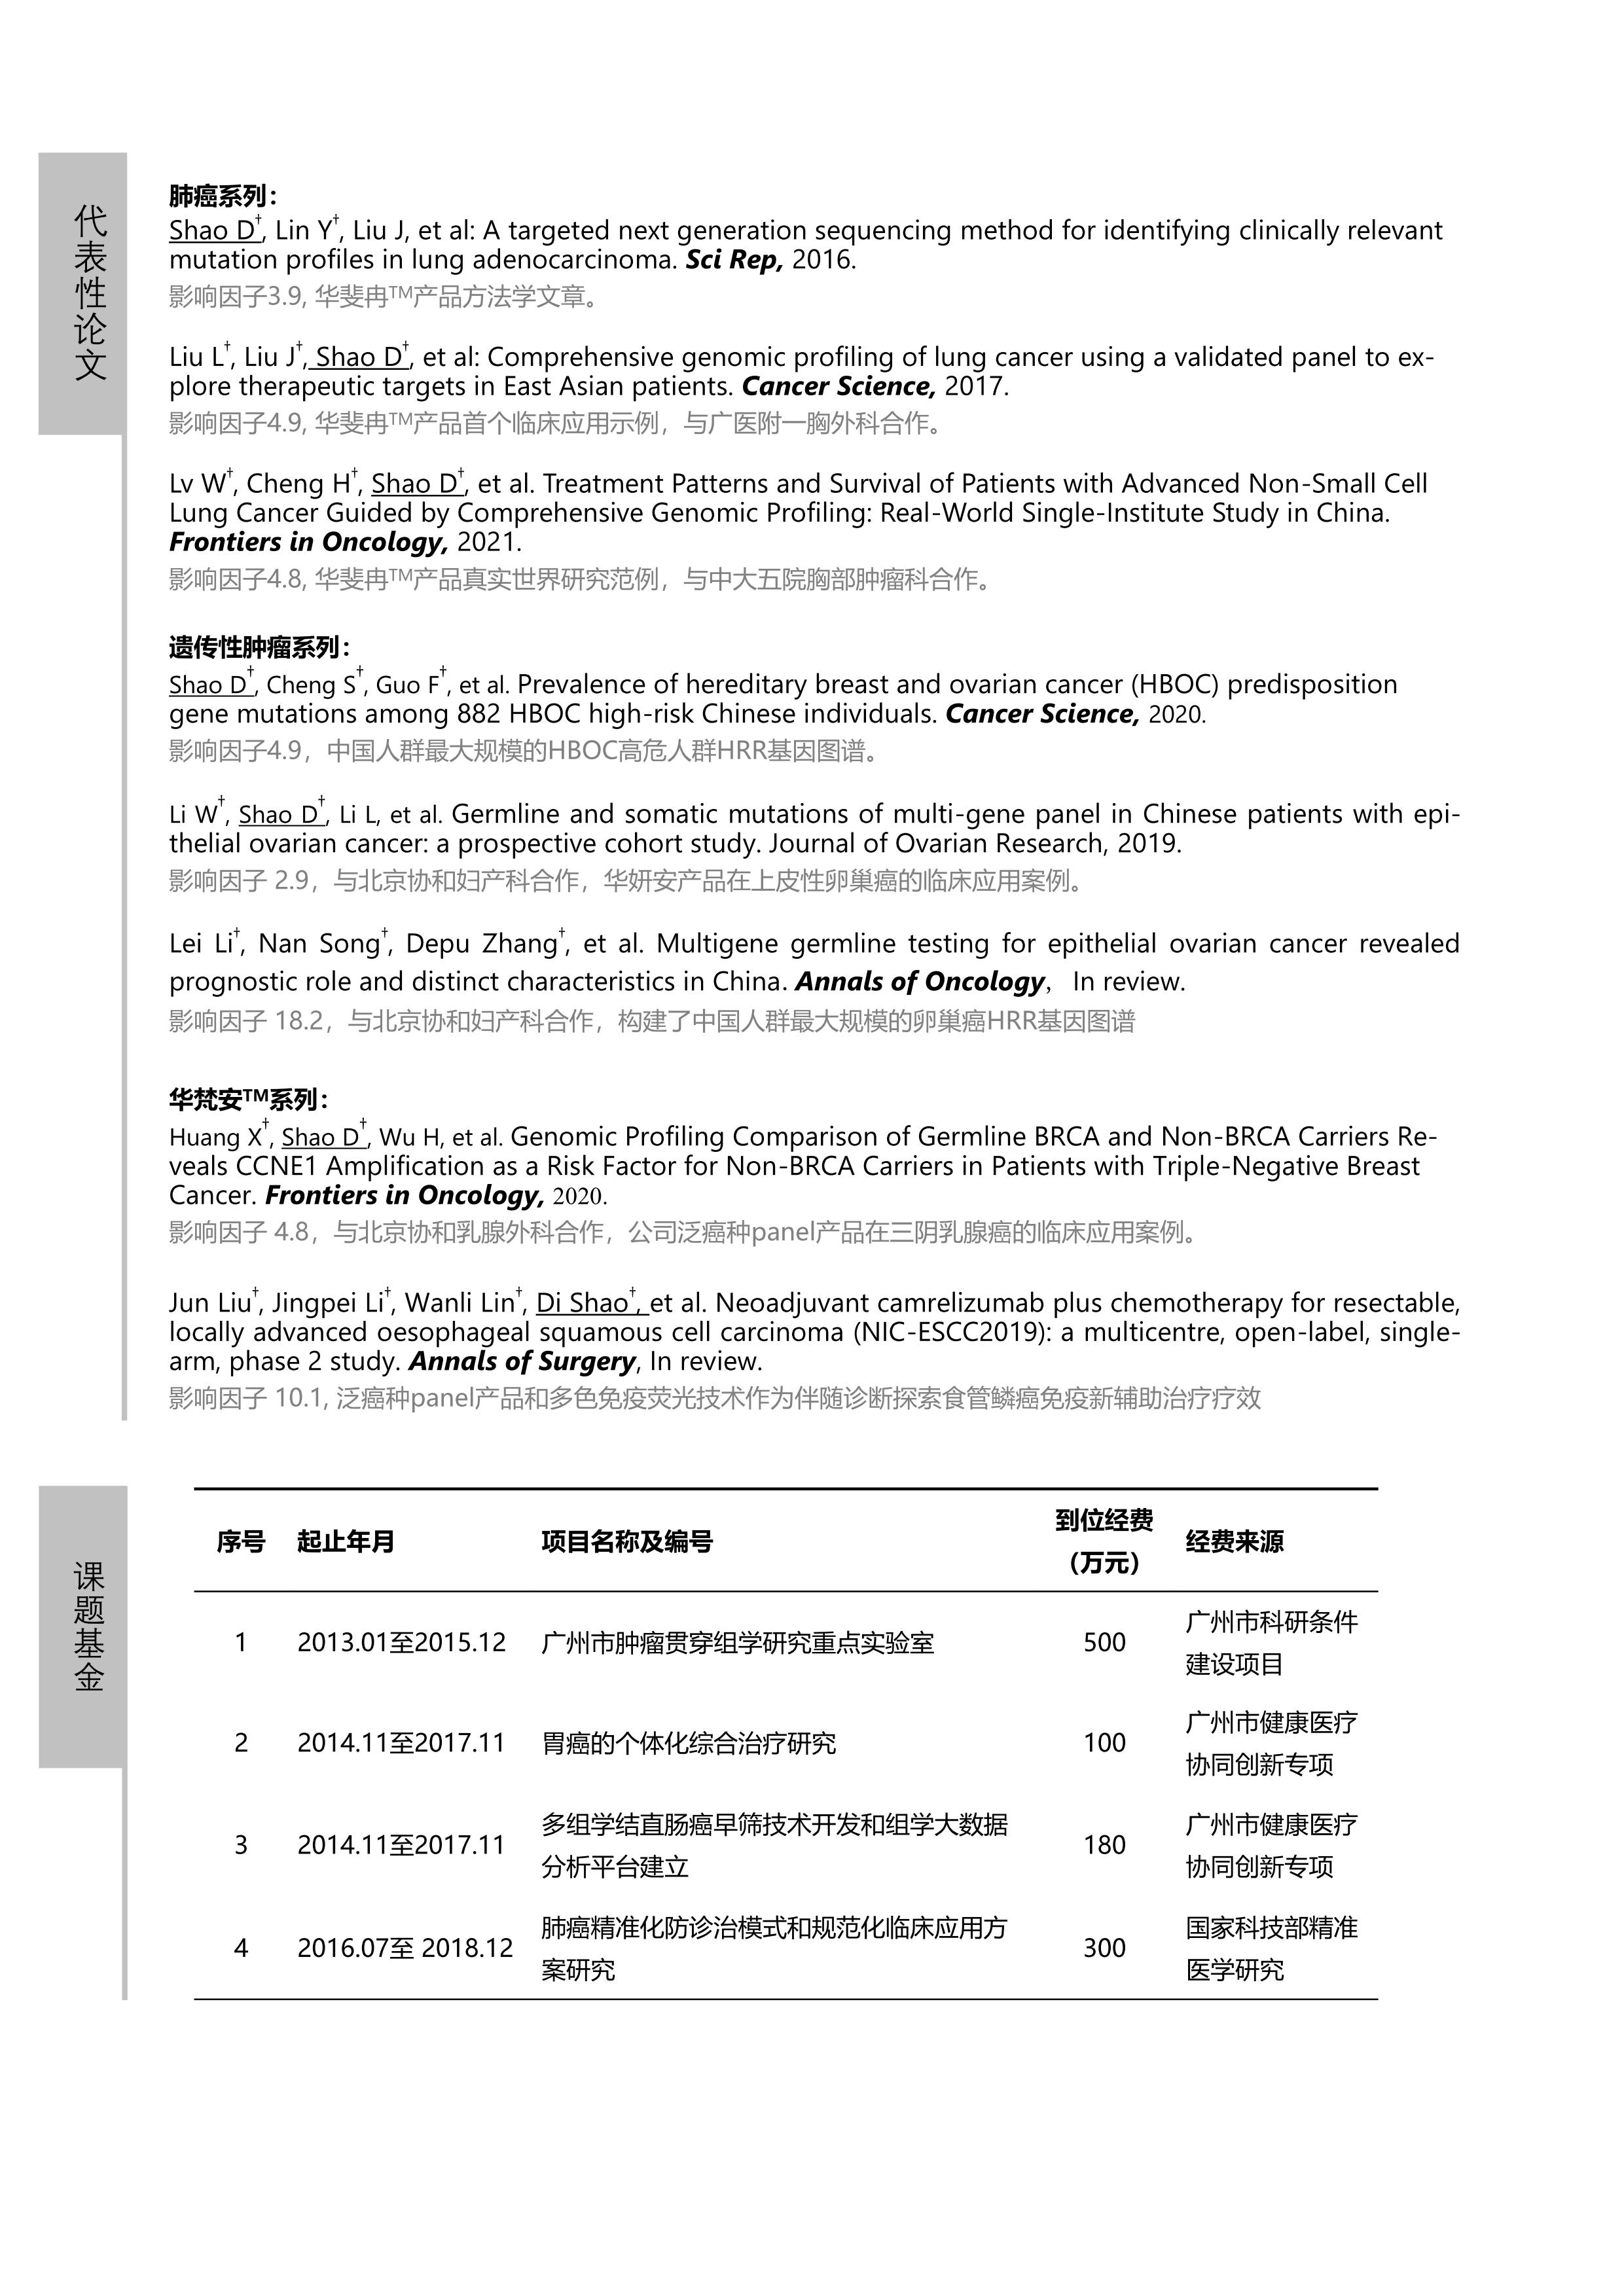 代表性论文
肺癌系列：
Shao D†, Lin Y†, Liu J, et al: A targeted next generation sequencing method for identifying clinically relevant
mutation profiles in lung adenocarcinoma. Sci Rep, 2016.
影响因子3.9, 华斐冉™产品方法学文章。
Liu L†, Liu J†, Shao D†, et al: Comprehensive genomic profiling of lung cancer using a validated panel to ex-
plore therapeutic targets in East Asian patients. Cancer Science, 2017.
影响因子4.9, 华斐冉™产品首个临床应用示例，与广医附一胸外科合作。
Lv W†, Cheng H†, Shao D†, et al. Treatment Patterns and Survival of Patients with Advanced Non-Small Cell
Lung Cancer Guided by Comprehensive Genomic Profiling: Real-World Single-Institute Study in China.
Frontiers in Oncology, 2021.
影响因子4.8, 华斐冉™产品真实世界研究范例，与中大五院胸部肿瘤科合作。
遗传性肿瘤系列：
Shao D†, Cheng S†, Guo F†, et al. Prevalence of hereditary breast and ovarian cancer (HBOC) predisposition
gene mutations among 882 HBOC high-risk Chinese individuals. Cancer Science, 2020.
影响因子4.9，中国人群最大规模的HBOC高危人群HRR基因图谱。
Li W†, Shao D†, Li L, et al. Germline and somatic mutations of multi-gene panel in Chinese patients with epi-
thelial ovarian cancer: a prospective cohort study. Journal of Ovarian Research, 2019.
影响因子 2.9，与北京协和妇产科合作，华妍安产品在上皮性卵巢癌的临床应用案例。
Lei Li†, Nan Song†, Depu Zhang†, et al. Multigene germline testing for epithelial ovarian cancer revealed
prognostic role and distinct characteristics in China. Annals of Oncology， In review.
影响因子 18.2，与北京协和妇产科合作，构建了中国人群最大规模的卵巢癌HRR基因图谱
华梵安™系列：
Huang X†, Shao D†, Wu H, et al. Genomic Profiling Comparison of Germline BRCA and Non-BRCA Carriers Re-
veals CCNE1 Amplification as a Risk Factor for Non-BRCA Carriers in Patients with Triple-Negative Breast
Cancer. Frontiers in Oncology, 2020.
影响因子 4.8，与北京协和乳腺外科合作，公司泛癌种panel产品在三阴乳腺癌的临床应用案例。
Jun Liu†, Jingpei Li†, Wanli Lin†, Di Shao†, et al. Neoadjuvant camrelizumab plus chemotherapy for resectable,
locally advanced oesophageal squamous cell carcinoma (NIC-ESCC2019): a multicentre, open-label, single-
arm, phase 2 study. Annals of Surgery, In review.
影响因子 10.1, 泛癌种panel产品和多色免疫荧光技术作为伴随诊断探索食管鳞癌免疫新辅助治疗疗效
课题基金
序号 起止年月 项目名称及编号 到位经费（万元） 经费来源
1 2013.01至2015.12 广州市肿瘤贯穿组学研究重点实验室 500 广州市科研条件建设项目
2 2014.11至2017.11 胃癌的个体化综合治疗研究 100 广州市健康医疗协同创新专项
3 2014.11至2017.11 多组学结直肠癌早筛技术开发和组学大数据分析平台建立 180 广州市健康医疗协同创新专项
4 2016.07至 2018.12 肺癌精准化防诊治模式和规范化临床应用方案研究 300 国家科技部精准医学研究